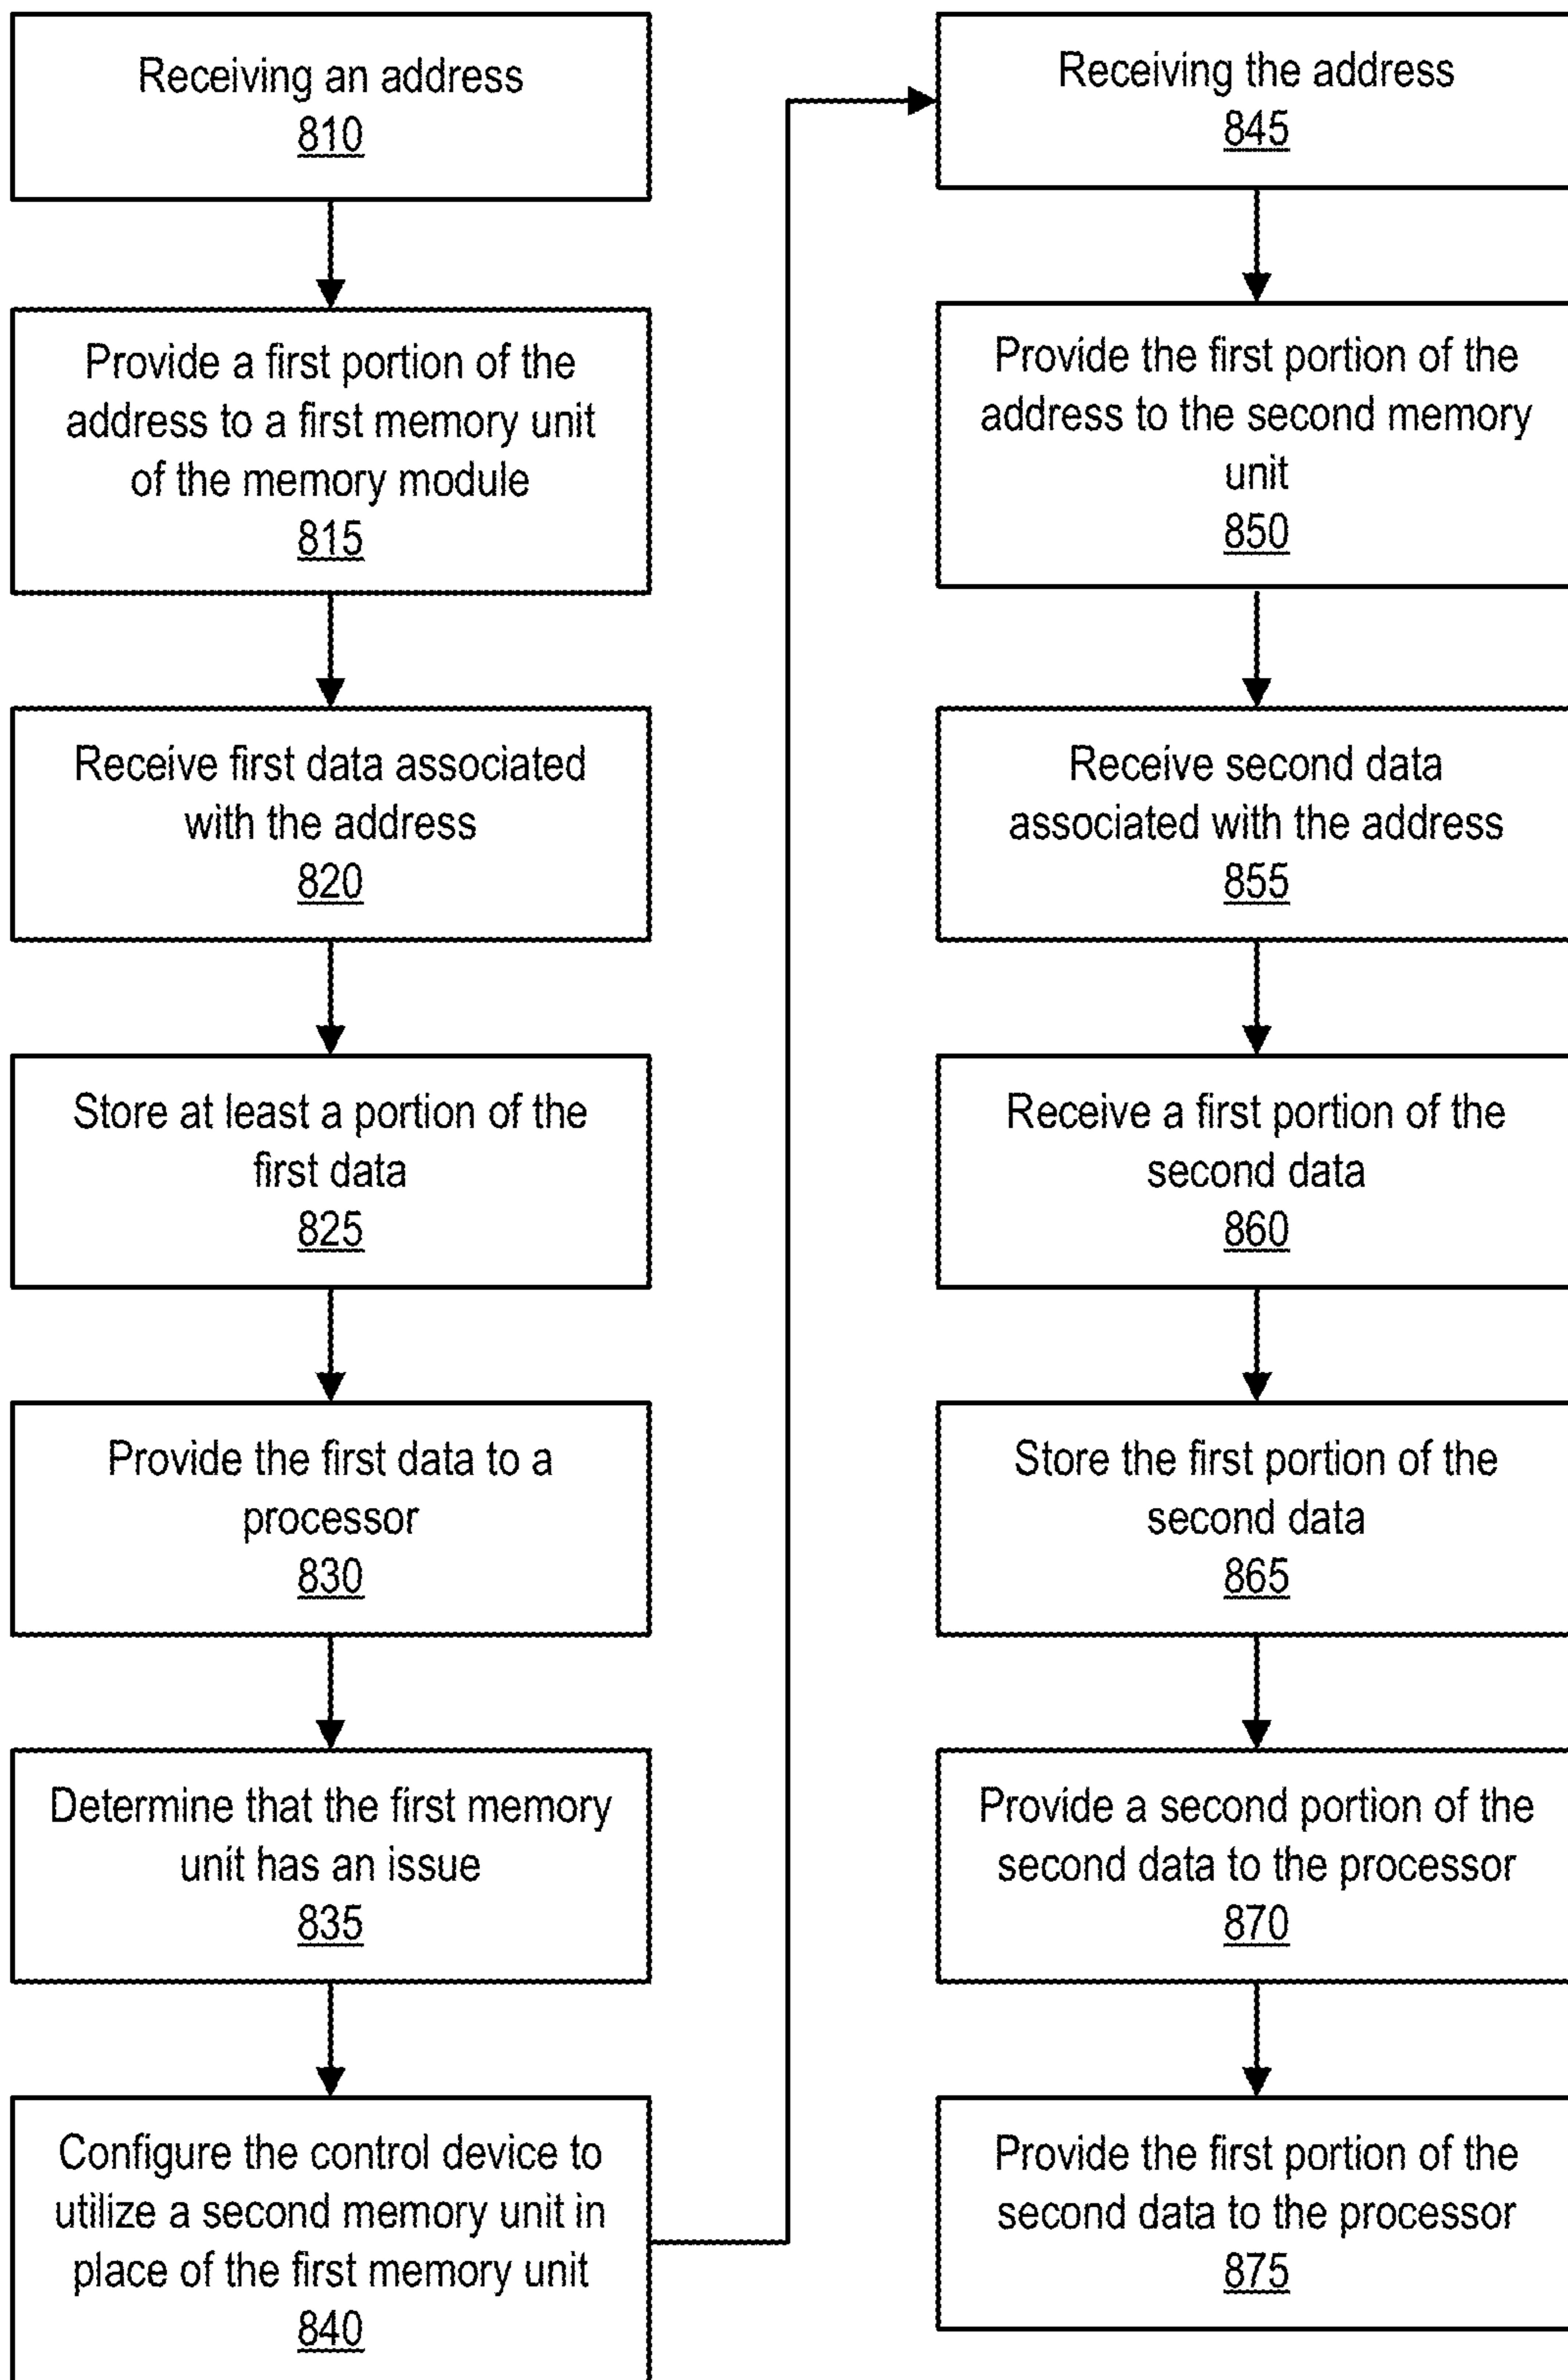 Receiving an address
810
Provide a first portion of the
address to a first memory unit
of the memory module
815
Receive first data associated
with the address
820
Store at least a portion of the
first data
825
Provide the first data to a
processor
830
Determine that the first memory
unit has an issue
835
Configure the control device to
utilize a second memory unit in
place of the first memory unit
840
Receiving the address
845
Provide the first portion of the
address to the second memory
unit
850
Receive second data
associated with the address
855
Receive a first portion of the
second data
860
Store the first portion of the
second data
865
Provide a second portion of the
second data to the processor
870
Provide the first portion of the
second data to the processor
875